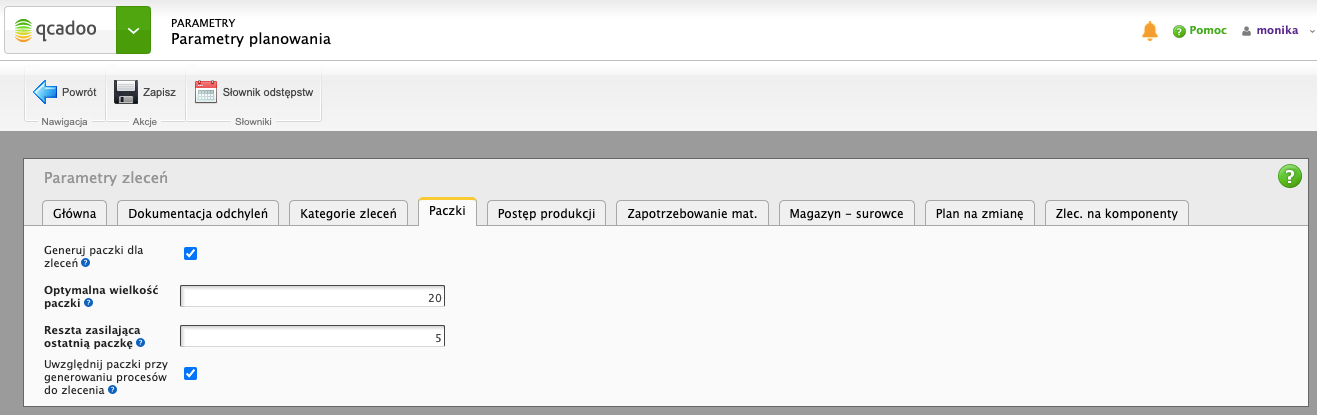 qcadoo
PARAMETRY
Parametry planowania
Pomoc
monika
Powrót
Zapisz
Słownik odstępstw
Nawigacja
Akcje
Słowniki
Parametry zleceń
?
Główna
Dokumentacja odchyleń
Kategorie zleceń
Paczki
Postęp produkcji
Zapotrzebowanie mat.
Magazyn - surowce
Plan na zmianę
Zlec. na komponenty
Generuj paczki dla
zleceń ?
Optymalna wielkość
paczki ?
20
Reszta zasilająca
ostatnią paczkę ?
5
Uwzględnij paczki przy
generowaniu procesów
do zlecenia ?